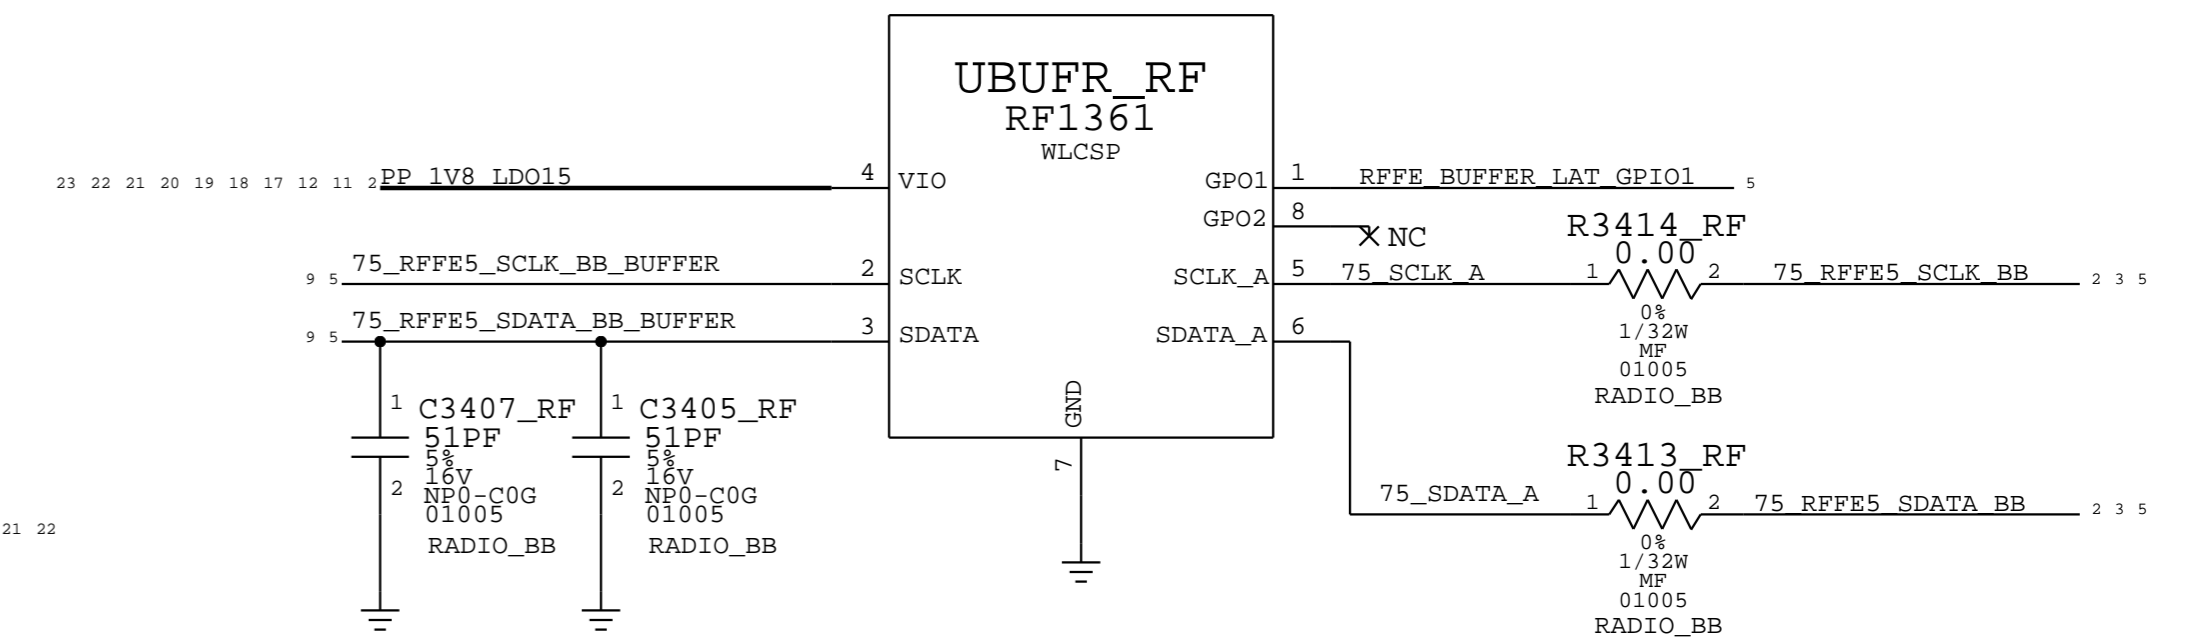 UBUFR_RF
RF1361
WLCSP
23 22 21 20 19 18 17 12 11 2 PP_1V8_LDO15
4 VIO
GPO1 1 RFFE_BUFFER_LAT_GPIO1 5
GPO2 8
NC
9 5 75_RFFE5_SCLK_BB_BUFFER
2 SCLK
SCLK_A 5 75_SCLK_A
R3414_RF
0.00
1 2
75_RFFE5_SCLK_BB 2 3 5
0%
1/32W
MF
01005
RADIO_BB
9 5 75_RFFE5_SDATA_BB_BUFFER
3 SDATA
SDATA_A 6
GND
7
1 C3407_RF
51PF
5%
16V
2 NP0-C0G
01005
RADIO_BB
1 C3405_RF
51PF
5%
16V
2 NP0-C0G
01005
RADIO_BB
75_SDATA_A
R3413_RF
0.00
1 2
75_RFFE5_SDATA_BB 2 3 5
0%
1/32W
MF
01005
RADIO_BB
21 22